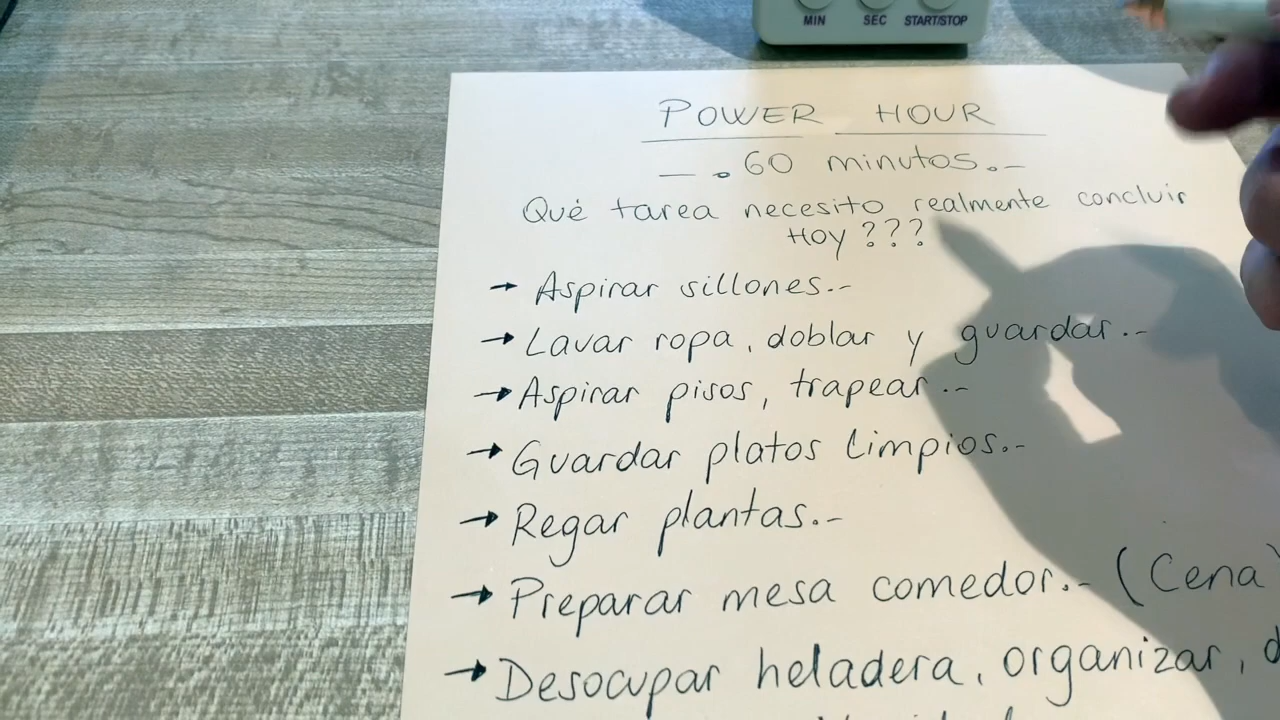 MIN SEC START/STOP
POWER HOUR
—.60 minutos.-
Qué tarea necesito realmente concluir
Hoy ???
→ Aspirar sillones.-
→ Lavar ropa, doblar y guardar.-
→ Aspirar pisos, trapear.-
→ Guardar platos limpios.-
→ Regar plantas.-
→ Preparar mesa comedor.- (Cena)
→ Desocupar heladera, organizar,